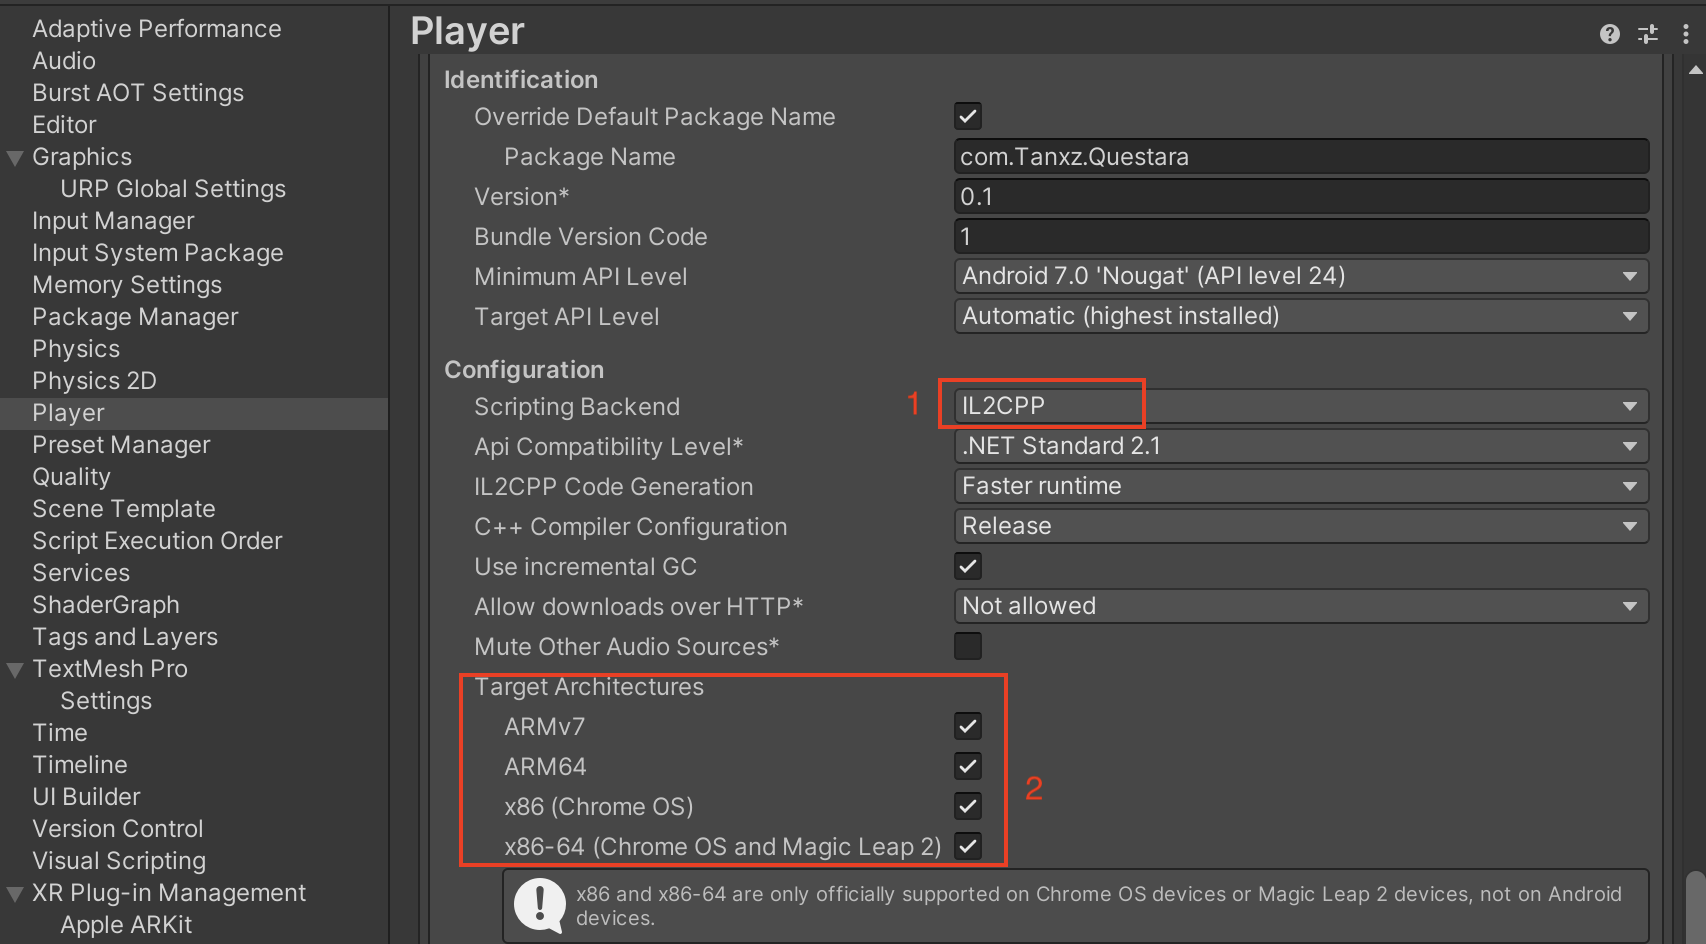 Adaptive Performance
Audio
Burst AOT Settings
Editor
Graphics
URP Global Settings
Input Manager
Input System Package
Memory Settings
Package Manager
Physics
Physics 2D
Player
Preset Manager
Quality
Scene Template
Script Execution Order
Services
ShaderGraph
Tags and Layers
TextMesh Pro
Settings
Time
Timeline
UI Builder
Version Control
Visual Scripting
XR Plug-in Management
Apple ARKit
Player
Identification
Override Default Package Name
Package Name com.Tanxz.Questara
Version* 0.1
Bundle Version Code 1
Minimum API Level Android 7.0 'Nougat' (API level 24)
Target API Level Automatic (highest installed)
Configuration
Scripting Backend 1 IL2CPP
Api Compatibility Level* .NET Standard 2.1
IL2CPP Code Generation Faster runtime
C++ Compiler Configuration Release
Use incremental GC
Allow downloads over HTTP* Not allowed
Mute Other Audio Sources*
Target Architectures
ARMv7
ARM64
2
x86 (Chrome OS)
x86-64 (Chrome OS and Magic Leap 2)
x86 and x86-64 are only officially supported on Chrome OS devices or Magic Leap 2 devices, not on Android
devices.